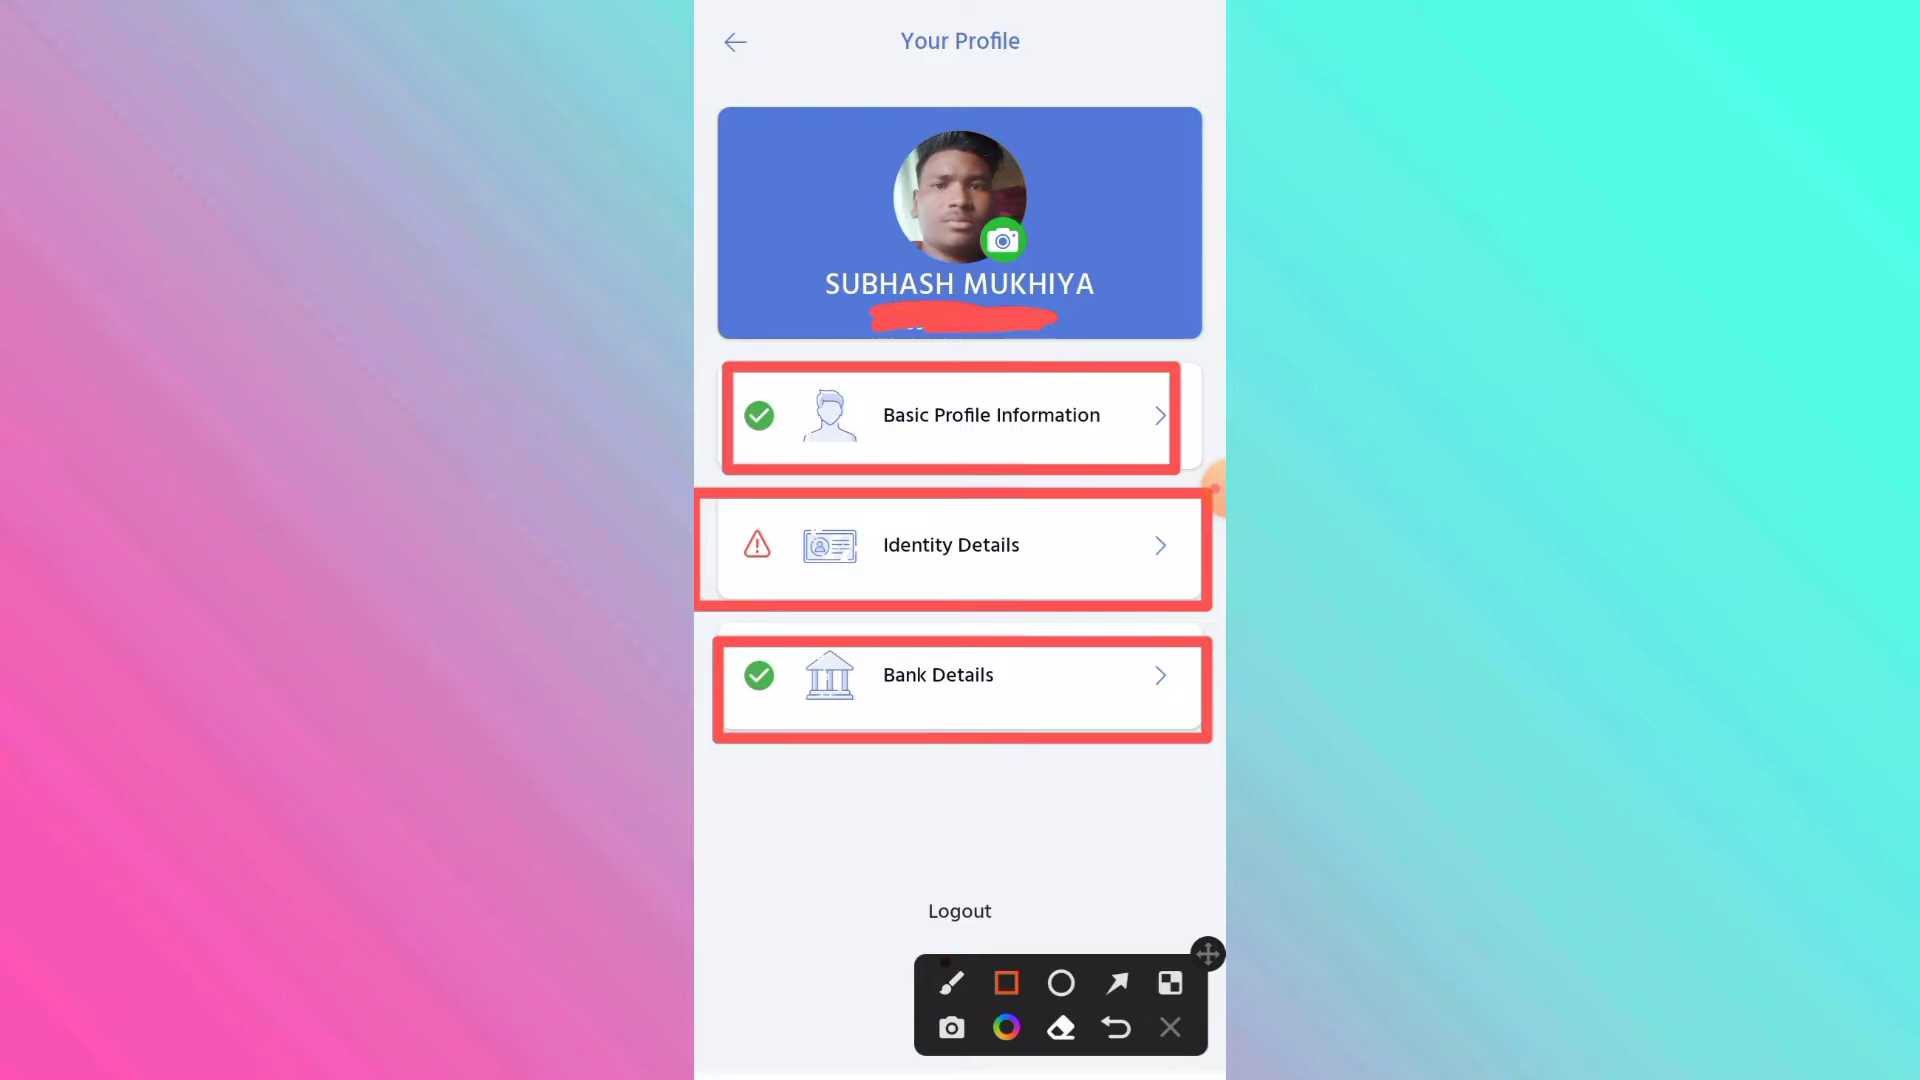 Your Profile
SUBHASH MUKHIYA
Basic Profile Information
Identity Details
Bank Details
Logout